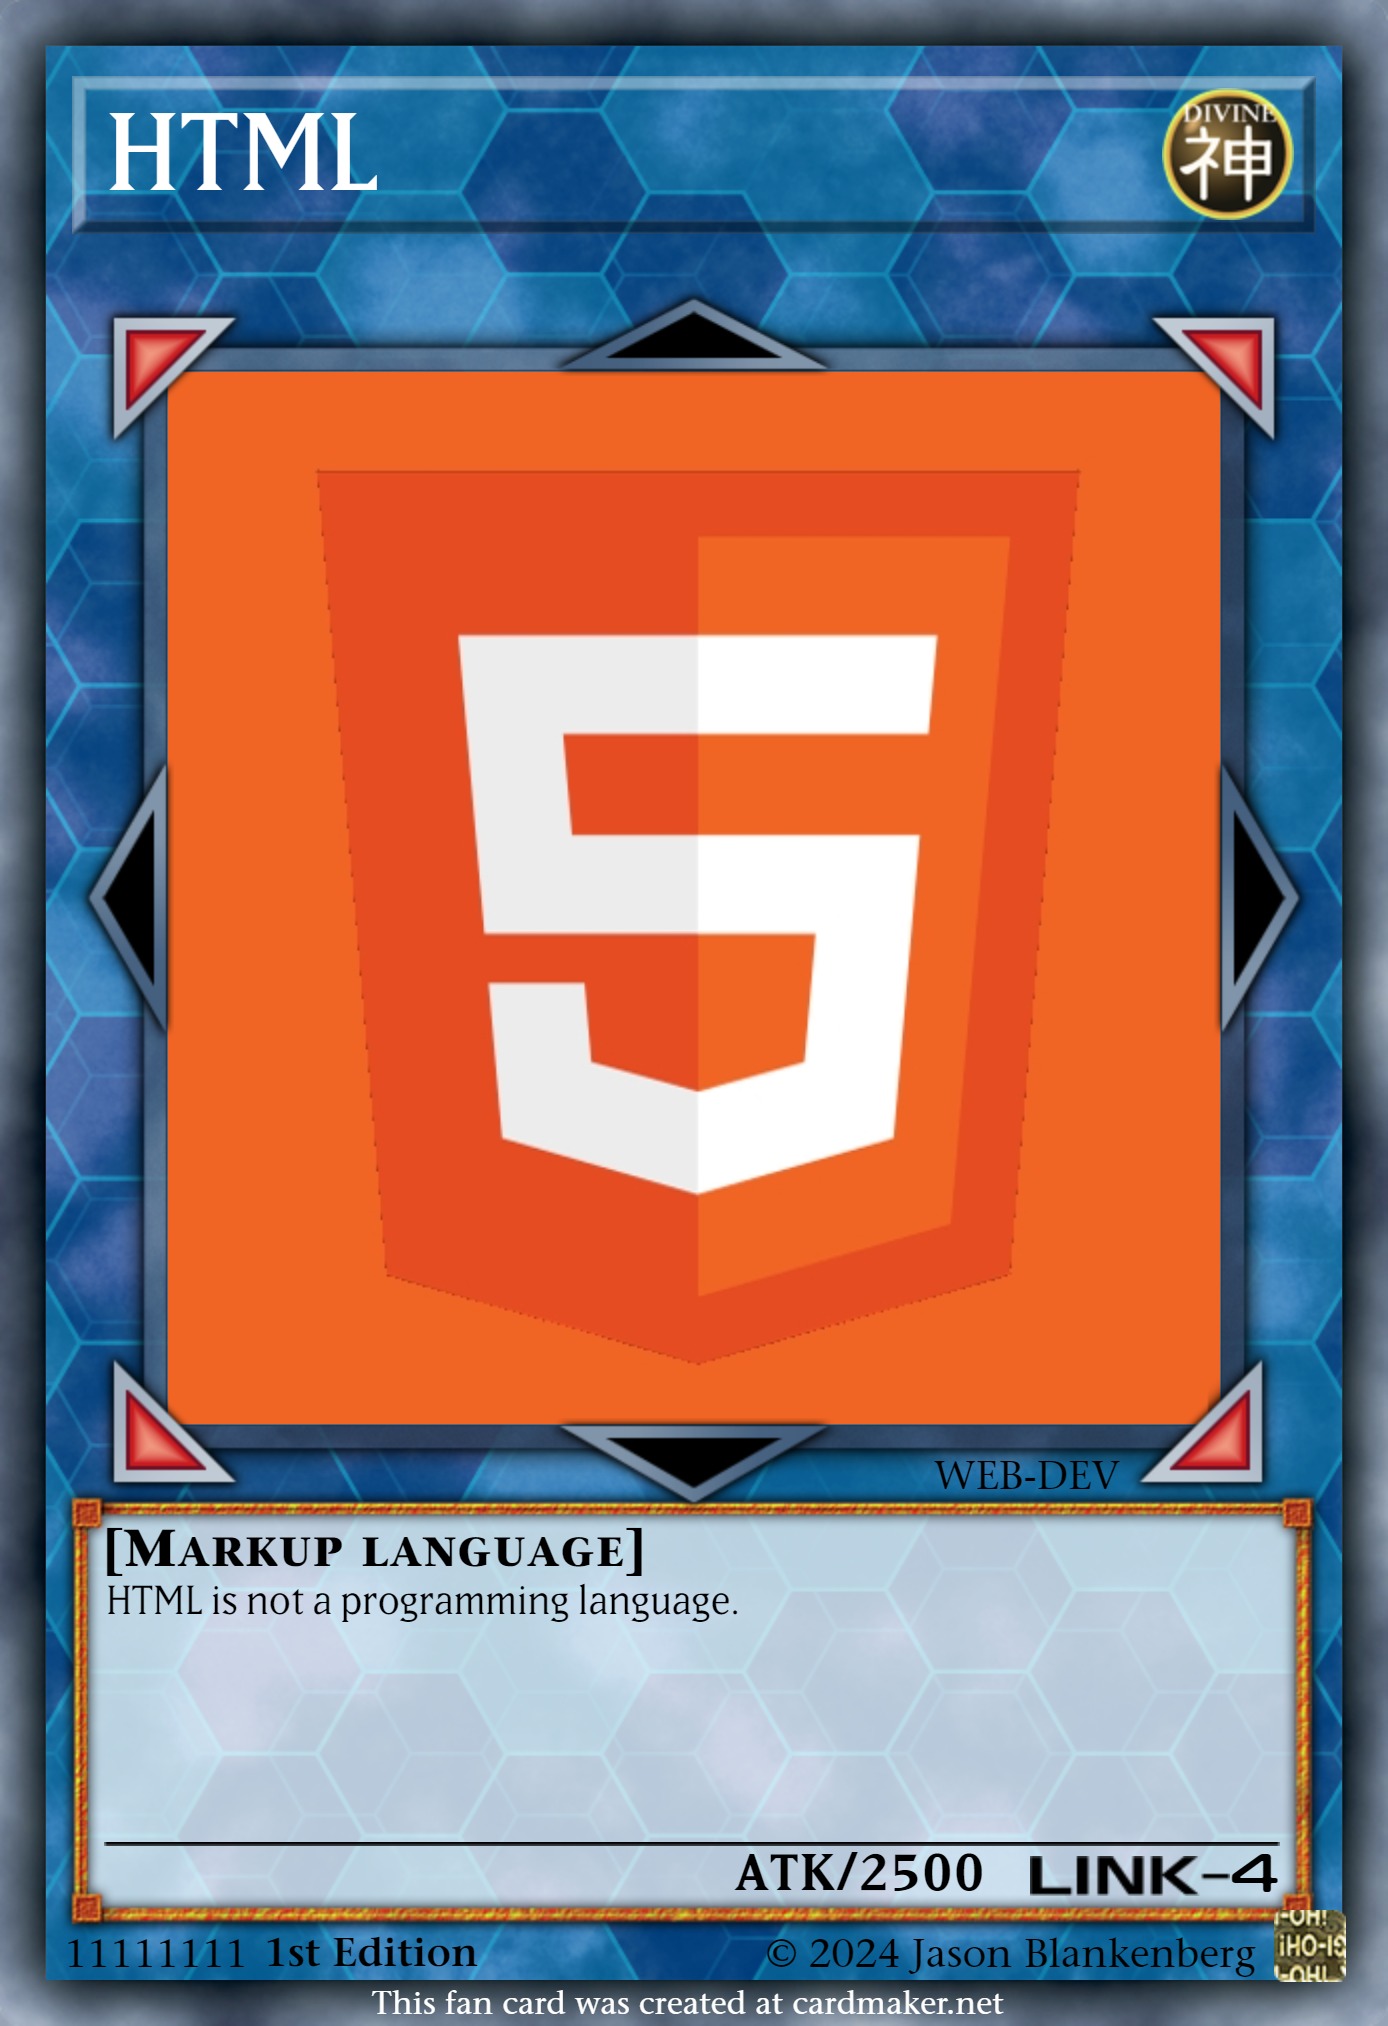 HTML
DIVINE
神
5
WEB-DEV
[MARKUP LANGUAGE]
HTML is not a programming language.
ATK/2500 LINK-4
11111111 1st Edition © 2024 Jason Blankenberg
This fan card was created at cardmaker.net